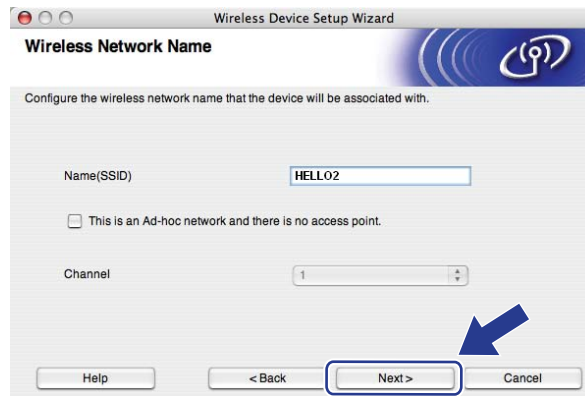 Wireless Device Setup Wizard
Wireless Network Name
Configure the wireless network name that the device will be associated with.
Name(SSID) HELLO2
This is an Ad-hoc network and there is no access point.
Channel 1
Help <Back Next> Cancel